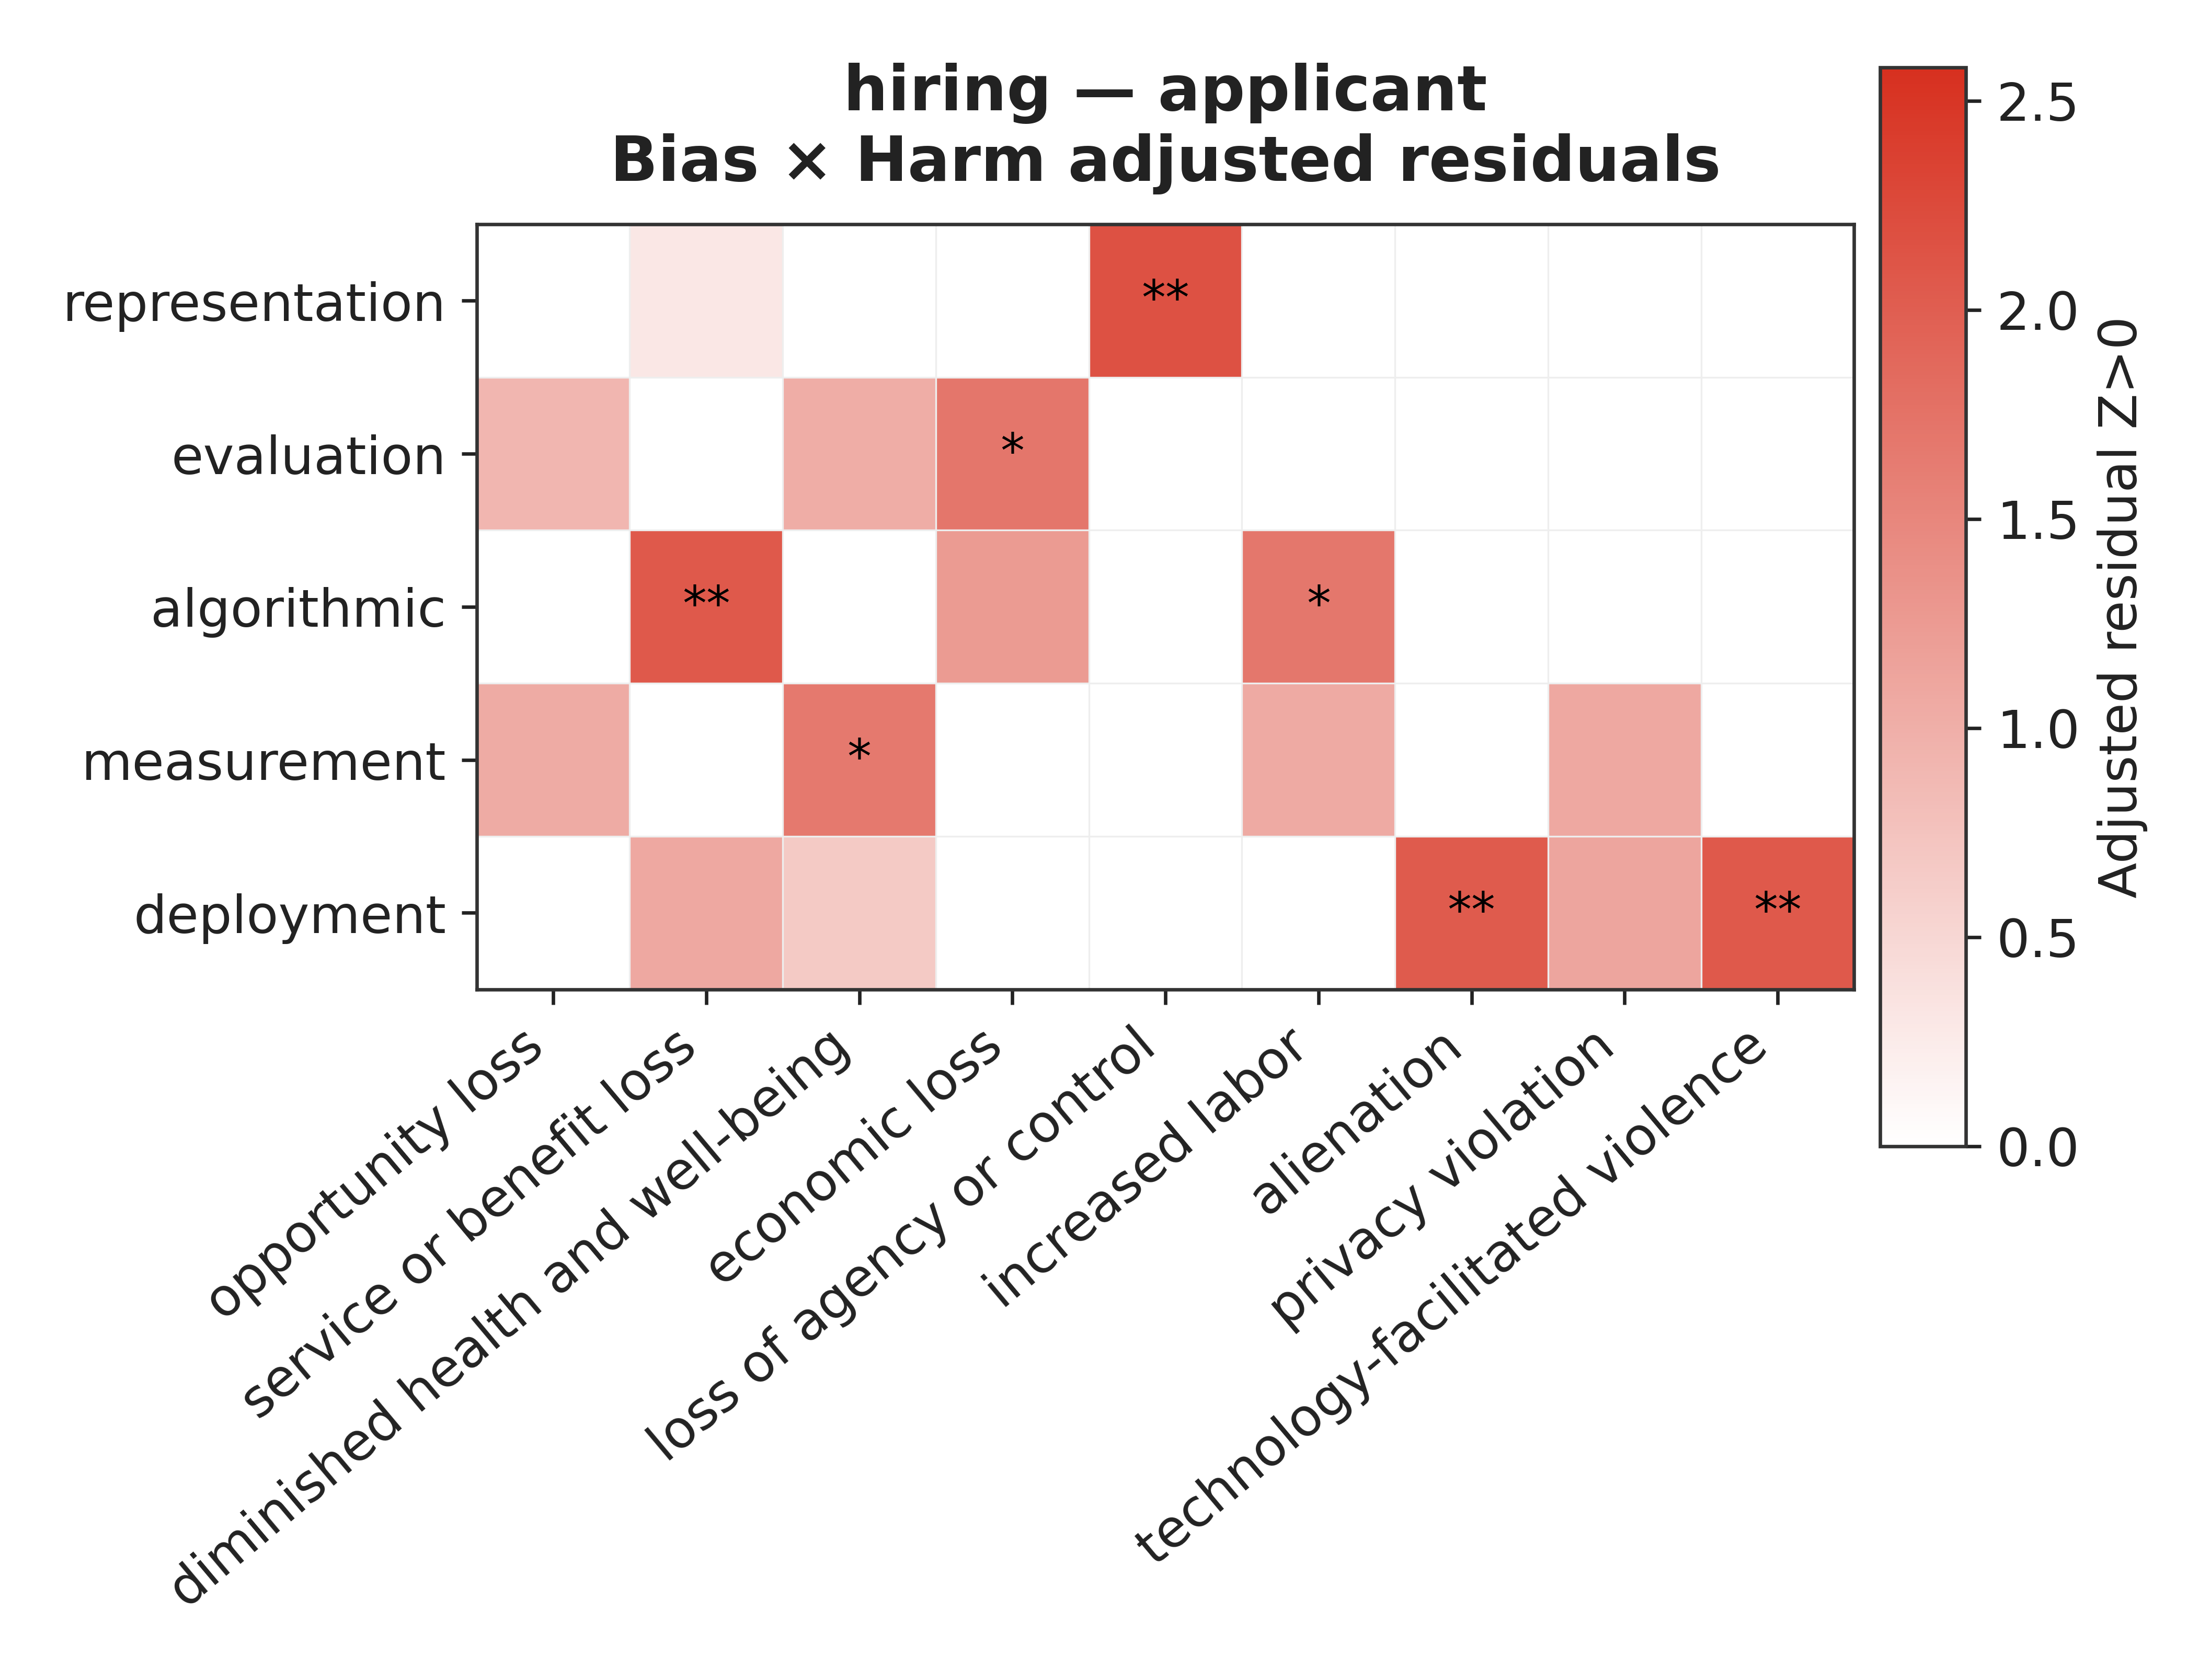 hiring — applicant
Bias × Harm adjusted residuals
representation
evaluation
algorithmic
measurement
deployment
**
*
**
*
*
**
**
opportunity loss
service or benefit loss
diminished health and well-being
economic loss
loss of agency or control
increased labor
alienation
privacy violation
technology-facilitated violence
2.5
2.0
1.5
1.0
0.5
0.0
Adjusted residual Z>0